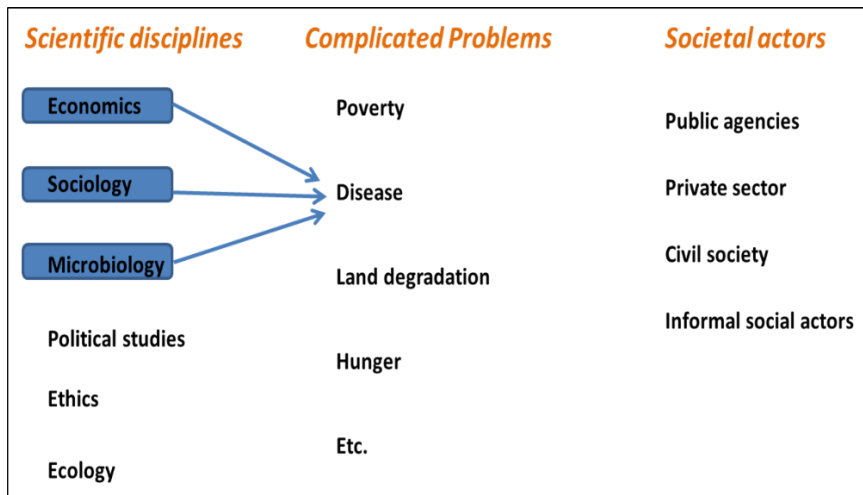 Scientific disciplines
Complicated Problems
Societal actors
Economics
Sociology
Microbiology
Political studies
Ethics
Ecology
Poverty
Disease
Land degradation
Hunger
Etc.
Public agencies
Private sector
Civil society
Informal social actors